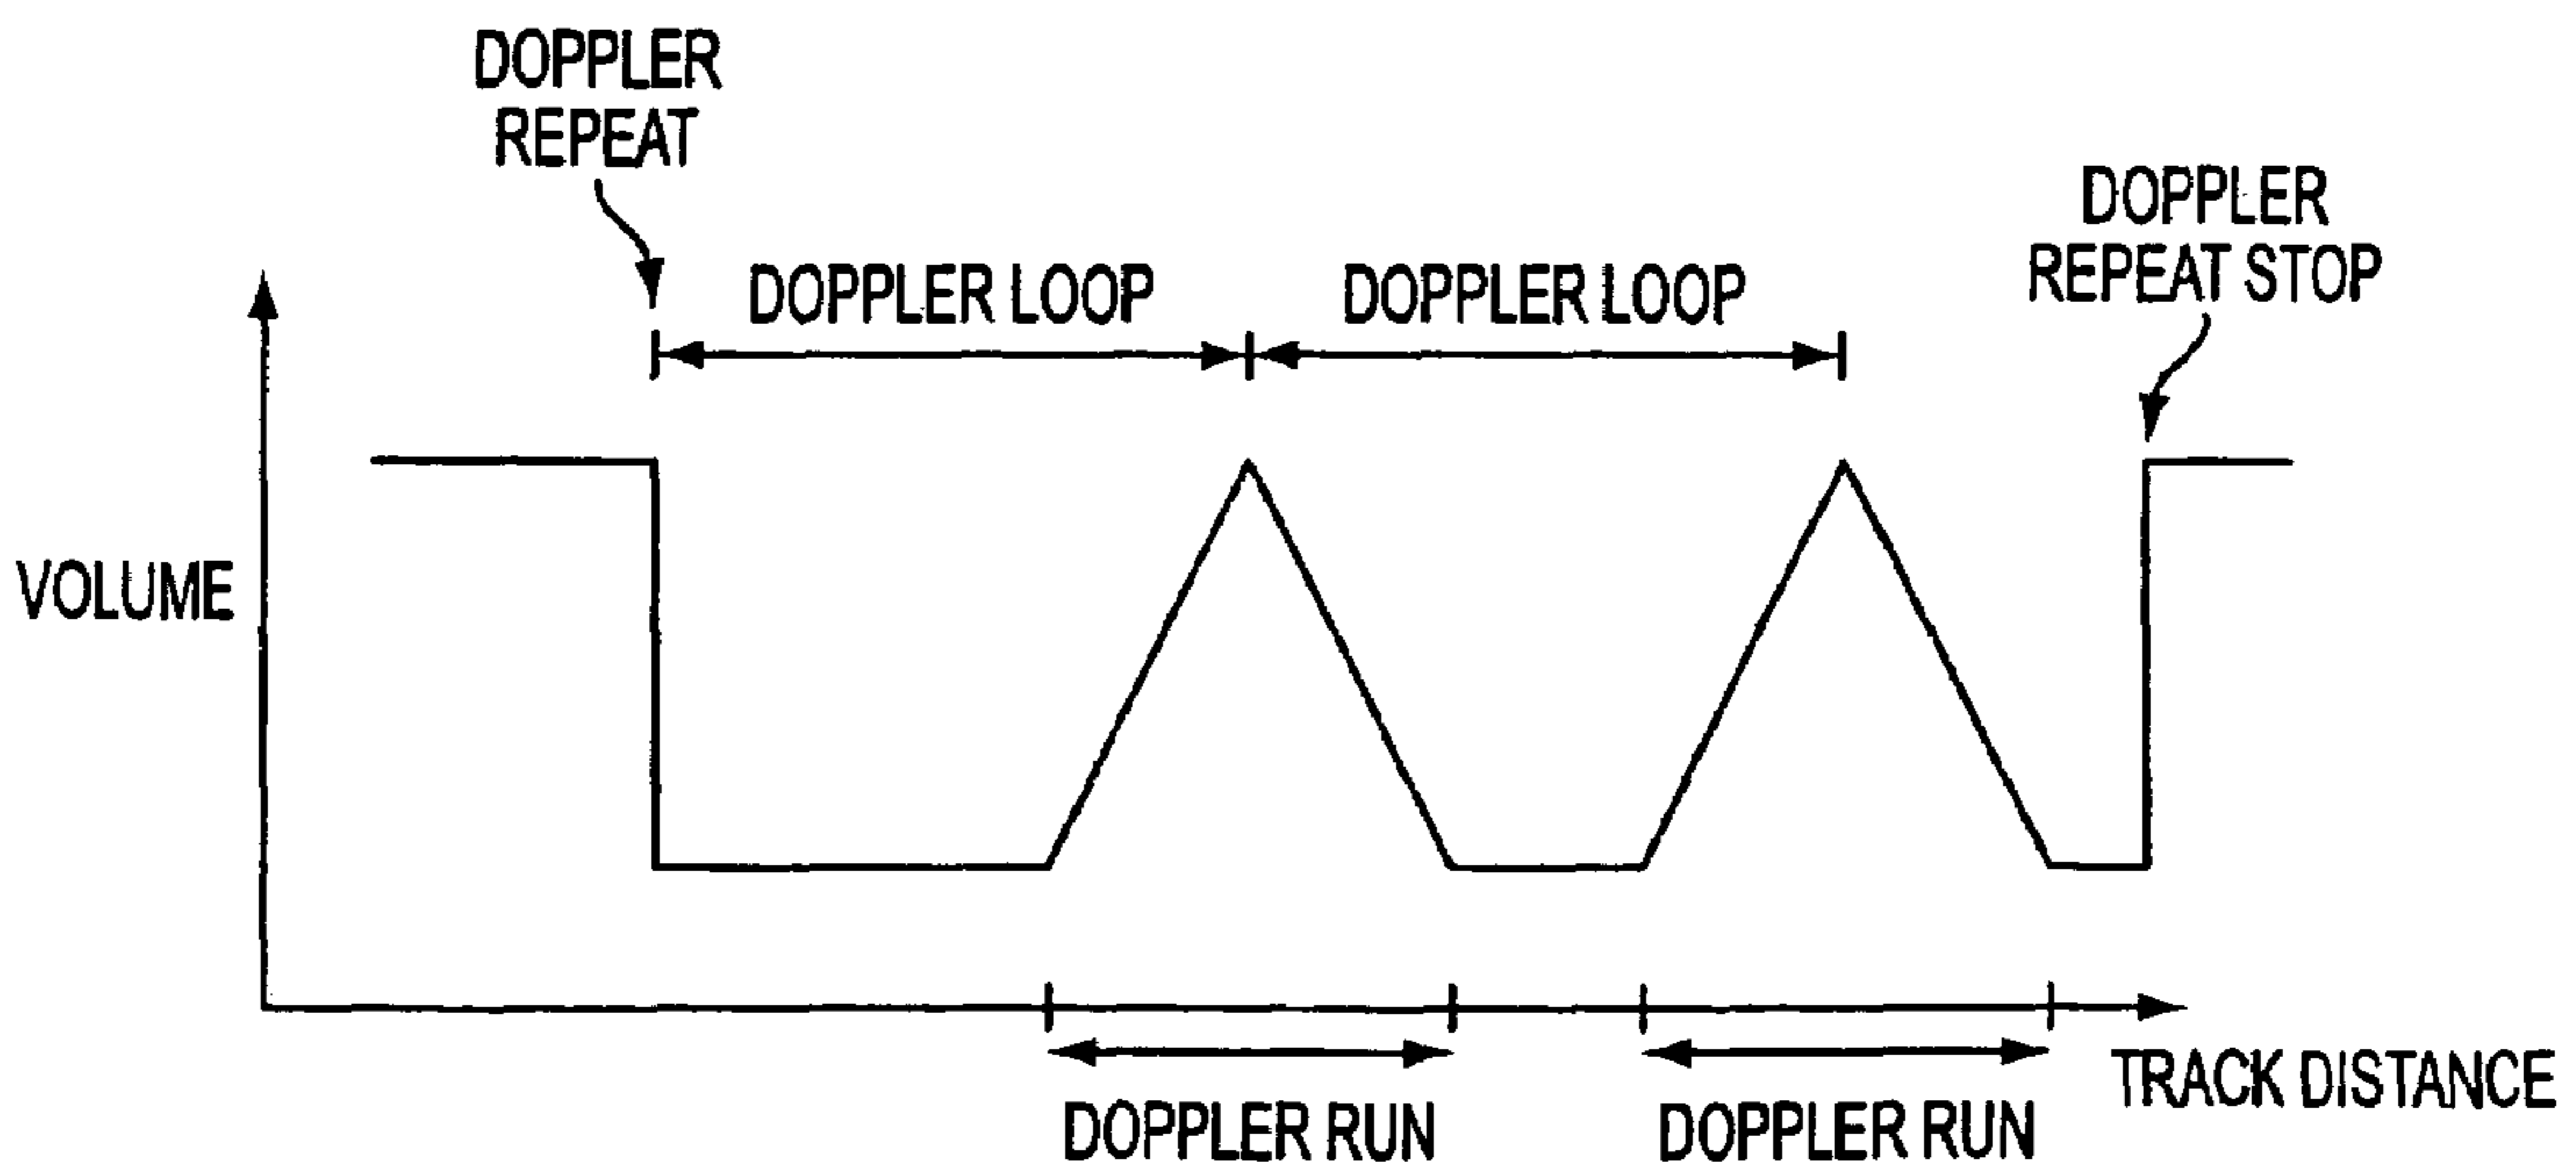 DOPPLER
REPEAT
DOPPLER
REPEAT STOP
DOPPLER LOOP
DOPPLER LOOP
VOLUME
TRACK DISTANCE
DOPPLER RUN
DOPPLER RUN